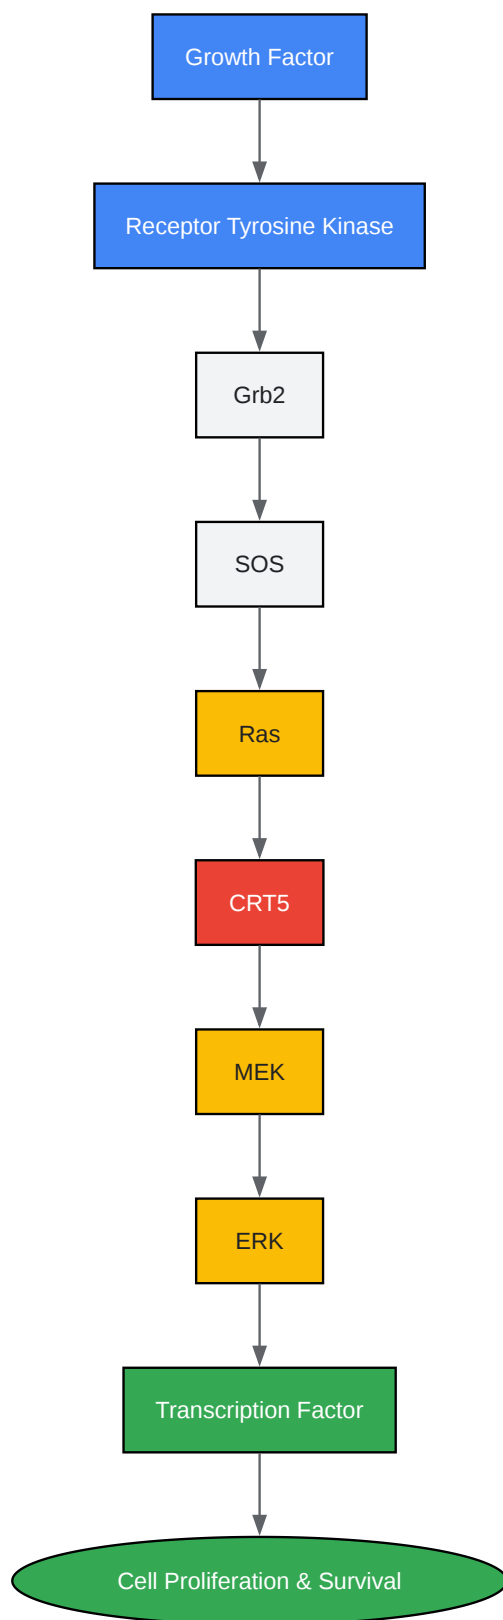 Growth Factor
Receptor Tyrosine Kinase
Grb2
SOS
Ras
CRT5
MEK
ERK
Transcription Factor
Cell Proliferation & Survival